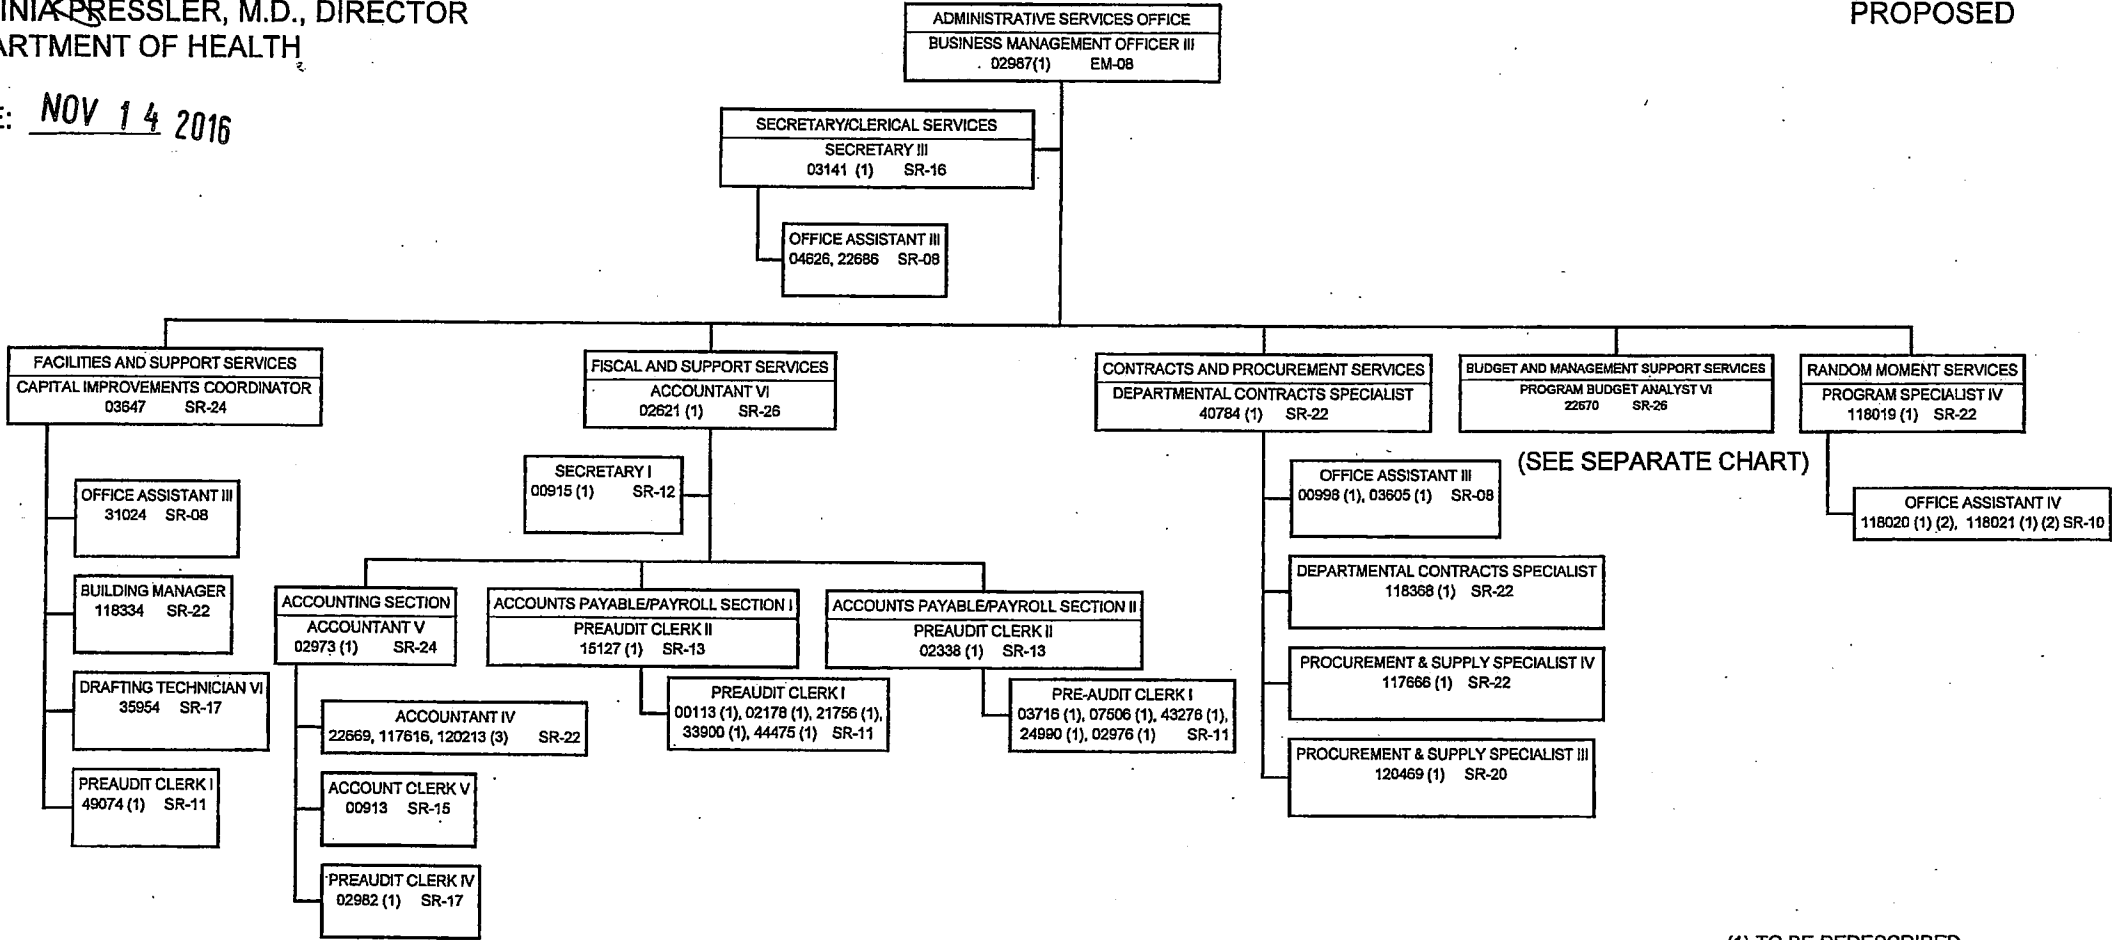 PRESSLER, M.D., DIRECTOR
PROPOSED
OF HEALTH
NOV 14 2016
ADMINISTRATIVE SERVICES OFFICE
BUSINESS MANAGEMENT OFFICER III
02987(1) EM-08
SECRETARY/CLERICAL SERVICES
SECRETARY III
03141 (1) SR-16
OFFICE ASSISTANT III
04626, 22686 SR-08
FACILITIES AND SUPPORT SERVICES
CAPITAL IMPROVEMENTS COORDINATOR
03647 SR-24
OFFICE ASSISTANT III
31024 SR-08
BUILDING MANAGER
118334 SR-22
DRAFTING TECHNICIAN VI
35954 SR-17
PREAUDIT CLERK I
49074 (1) SR-11
FISCAL AND SUPPORT SERVICES
ACCOUNTANT VI
02621 (1) SR-26
SECRETARY I
00915 (1) SR-12
ACCOUNTING SECTION
ACCOUNTANT V
02973 (1) SR-24
ACCOUNTANT IV
22669, 117616, 120213 (3) SR-22
ACCOUNT CLERK V
00913 SR-15
PREAUDIT CLERK IV
02982 (1) SR-17
ACCOUNTS PAYABLE/PAYROLL SECTION I
PREAUDIT CLERK II
15127 (1) SR-13
PREAUDIT CLERK I
00113 (1), 02178 (1), 21756 (1),
33900 (1), 44475 (1) SR-11
ACCOUNTS PAYABLE/PAYROLL SECTION II
PREAUDIT CLERK II
02338 (1) SR-13
PRE-AUDIT CLERK I
03716 (1), 07506 (1), 43276 (1),
24990 (1), 02976 (1) SR-11
CONTRACTS AND PROCUREMENT SERVICES
DEPARTMENTAL CONTRACTS SPECIALIST
40784 (1) SR-22
OFFICE ASSISTANT III
00998 (1), 03605 (1) SR-08
DEPARTMENTAL CONTRACTS SPECIALIST
118368 (1) SR-22
PROCUREMENT & SUPPLY SPECIALIST IV
117666 (1) SR-22
PROCUREMENT & SUPPLY SPECIALIST III
120469 (1) SR-20
BUDGET AND MANAGEMENT SUPPORT SERVICES
PROGRAM BUDGET ANALYST VI
22670 SR-26
(SEE SEPARATE CHART)
RANDOM MOMENT SERVICES
PROGRAM SPECIALIST IV
118019 (1) SR-22
OFFICE ASSISTANT IV
118020 (1) (2), 118021 (1) (2) SR-10
(1) TO BE REDESCRIBED